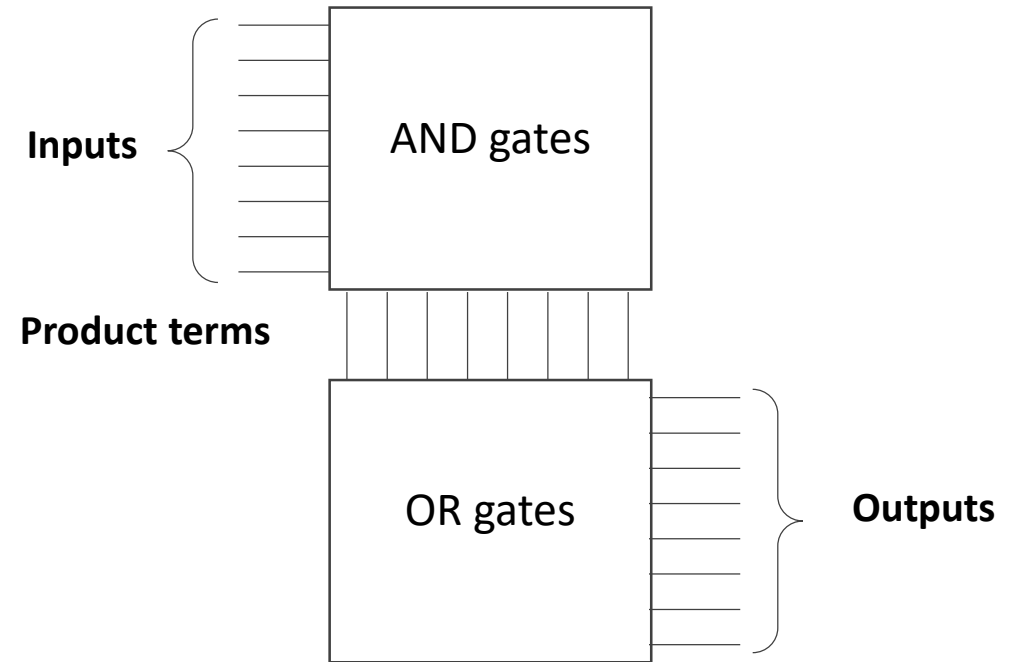 AND gates
Inputs
Product terms
OR gates
Outputs